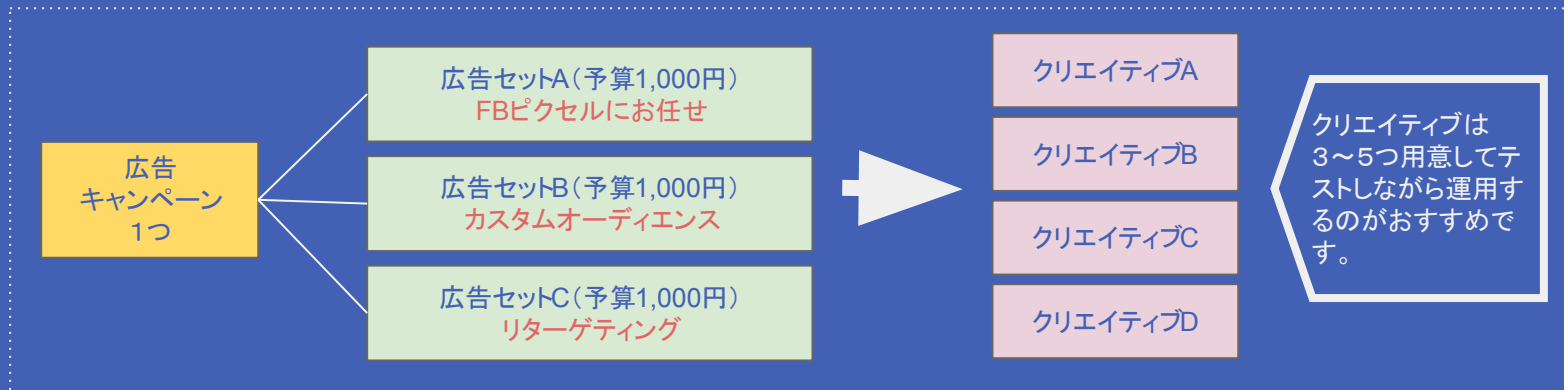 広告
キャンペーン
1つ
広告セットA（予算1,000円）
FBピクセルにお任せ
広告セットB（予算1,000円）
カスタムオーディエンス
広告セットC（予算1,000円）
リターゲティング
クリエイティブA
クリエイティブB
クリエイティブC
クリエイティブD
クリエイティブは
３～５つ用意してテ
ストしながら運用す
るのがおすすめで
す。